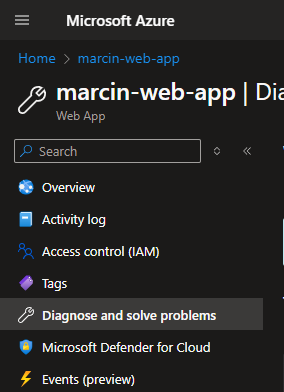 Microsoft Azure
Home > marcin-web-app
marcin-web-app | Dia
Web App
Search
Overview
Activity log
Access control (IAM)
Tags
Diagnose and solve problems
Microsoft Defender for Cloud
Events (preview)